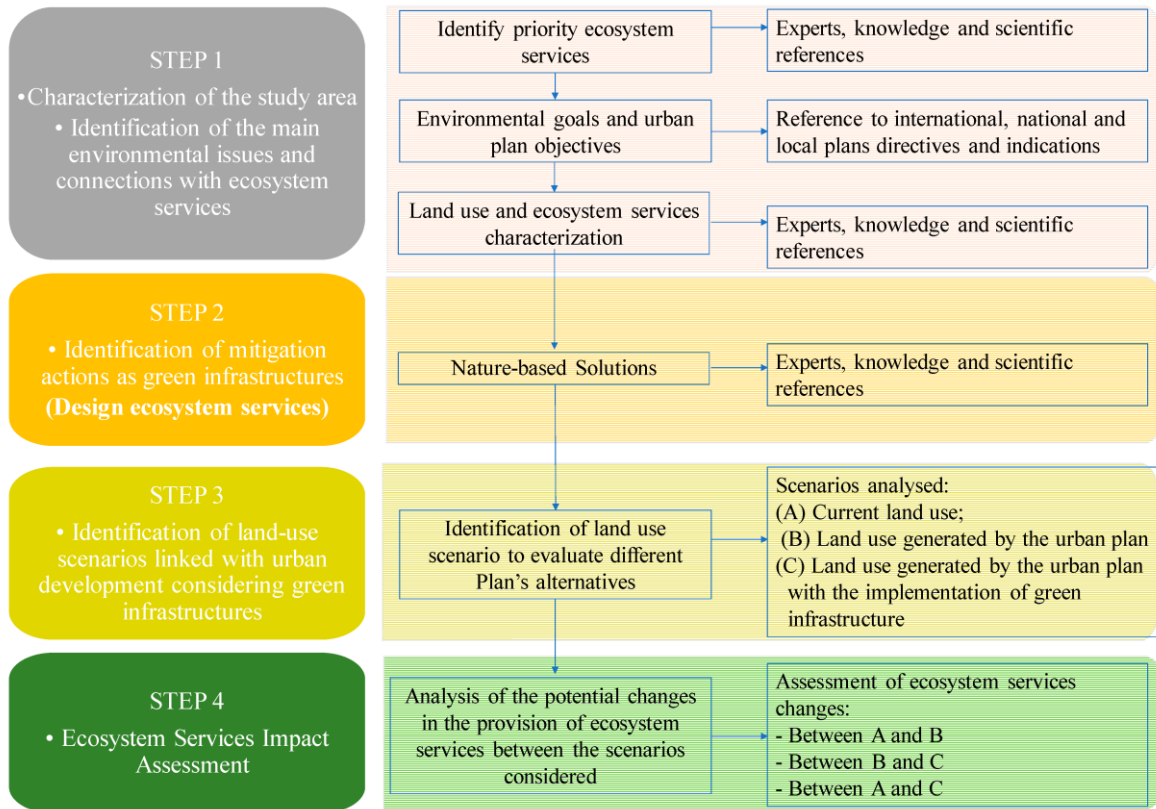 STEP 1
•Characterization of the study area
• Identification of the main
environmental issues and
connections with ecosystem
services
Identify priority ecosystem
services
Experts, knowledge and scientific
references
Environmental goals and urban
plan objectives
Reference to international, national and
local plans directives and indications
Land use and ecosystem services
characterization
Experts, knowledge and scientific
references
STEP 2
• Identification of mitigation
actions as green infrastructures
(Design ecosystem services)
Nature-based Solutions
Experts, knowledge and scientific
references
STEP 3
• Identification of land-use
scenarios linked with urban
development considering green
infrastructures
Identification of land use
scenario to evaluate different
Plan's alternatives
Scenarios analysed:
(A) Current land use;
(B) Land use generated by the urban plan
(C) Land use generated by the urban plan
with the implementation of green
infrastructure
STEP 4
• Ecosystem Services Impact
Assessment
Analysis of the potential changes
in the provision of ecosystem
services between the scenarios
considered
Assessment of ecosystem services
changes:
- Between A and B
- Between B and C
- Between A and C